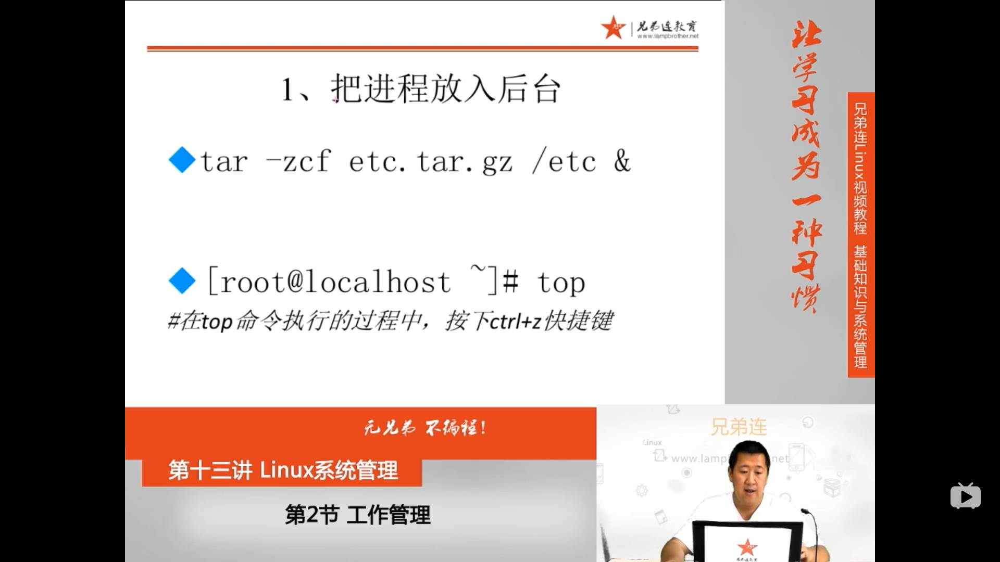 兄弟连教育
www.lampbrother.net
1、把进程放入后台
tar -zcf etc.tar.gz /etc &
[root@localhost ~]# top
#在top命令执行的过程中，按下ctrl+z快捷键
让学习成为一种习惯
兄弟连Linux视频教程 基础知识与系统管理
无兄弟 不编程！
第十三讲 Linux系统管理
第2节 工作管理
兄弟连
Linux
www.lamp
net
兄弟连教育